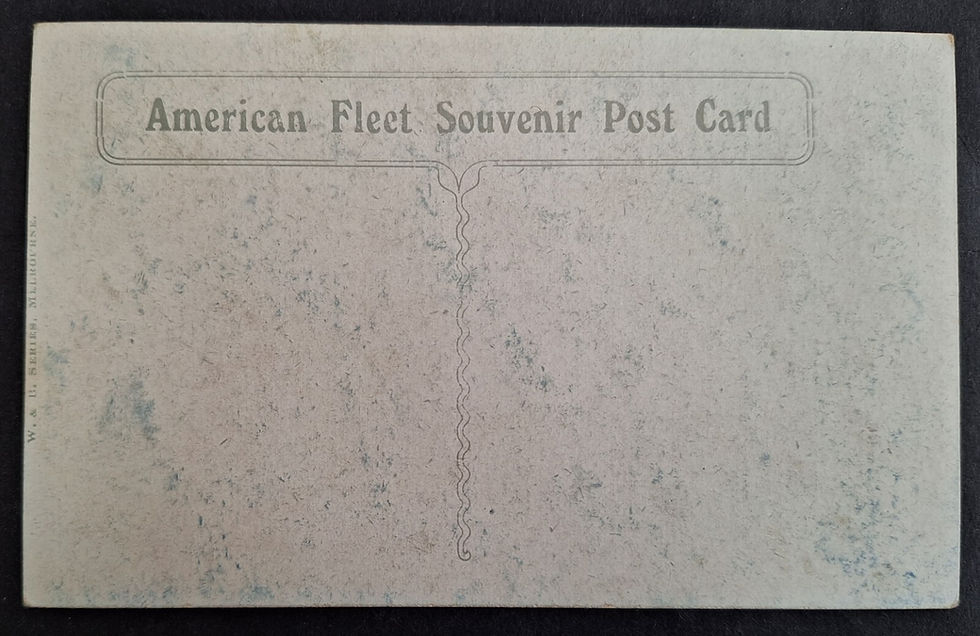 American Fleet Souvenir Post Card
W. & B. SERIES, MELBOURNE.